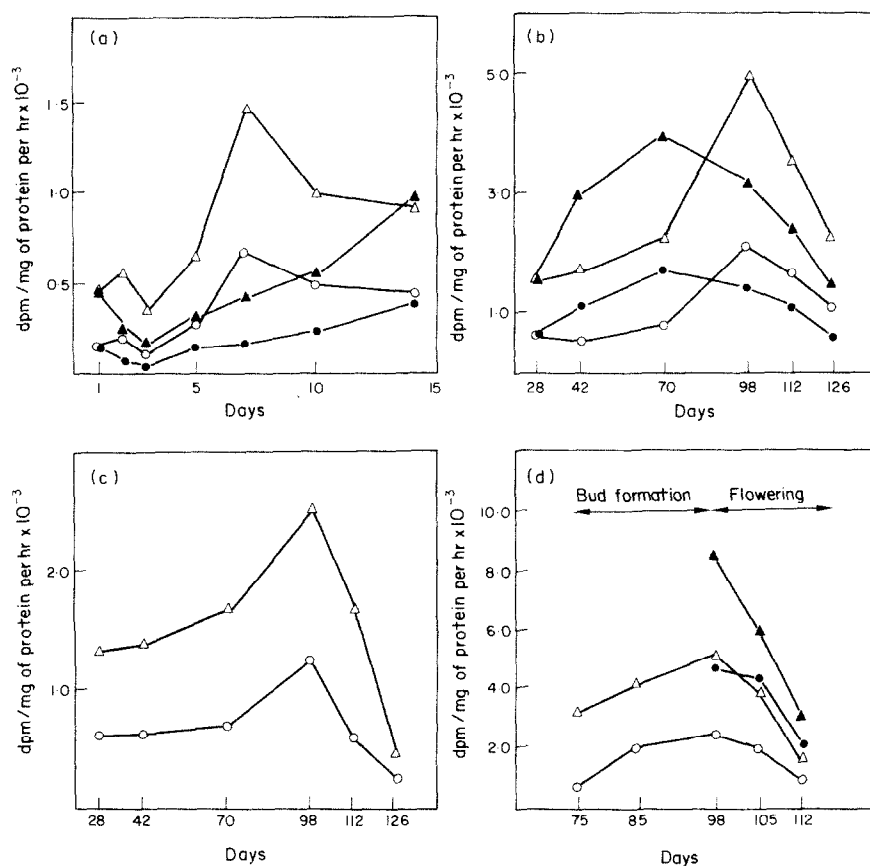 (a)
dpm/mg of protein per hr x 10⁻³
1·5
1·0
0·5
1 5 10 15
Days
(b)
dpm/mg of protein per hr x 10⁻³
5·0
3·0
1·0
28 42 70 98 112 126
Days
(c)
dpm/mg of protein per hr x 10⁻³
2·0
1·0
28 42 70 98 112 126
Days
(d)
Bud formation Flowering
dpm/mg of protein per hr x 10⁻³
10·0
8·0
6·0
4·0
2·0
75 85 98 105 112
Days